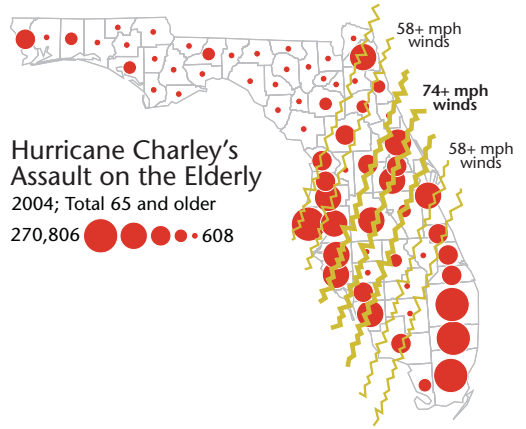 58+ mph
winds
74+ mph
winds
58+ mph
winds
Hurricane Charley's
Assault on the Elderly
2004; Total 65 and older
270,806 608